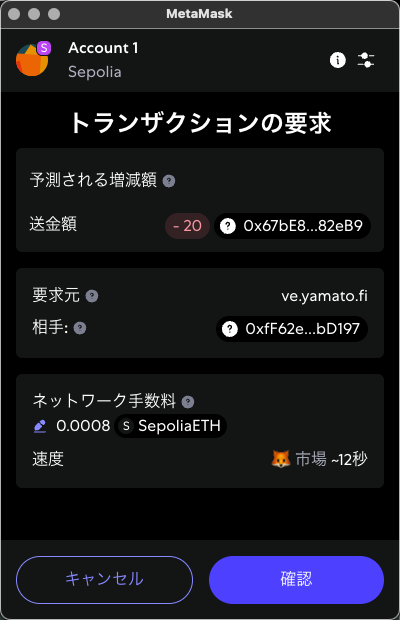 MetaMask
Account 1
S
Sepolia
トランザクションの要求
予測される増減額
送金額 - 20 0x67bE8...82eB9
要求元 ve.yamato.fi
相手: 0xfF62e...bD197
ネットワーク手数料
0.0008 S SepoliaETH
速度 🦊 市場 ~12秒
キャンセル 確認